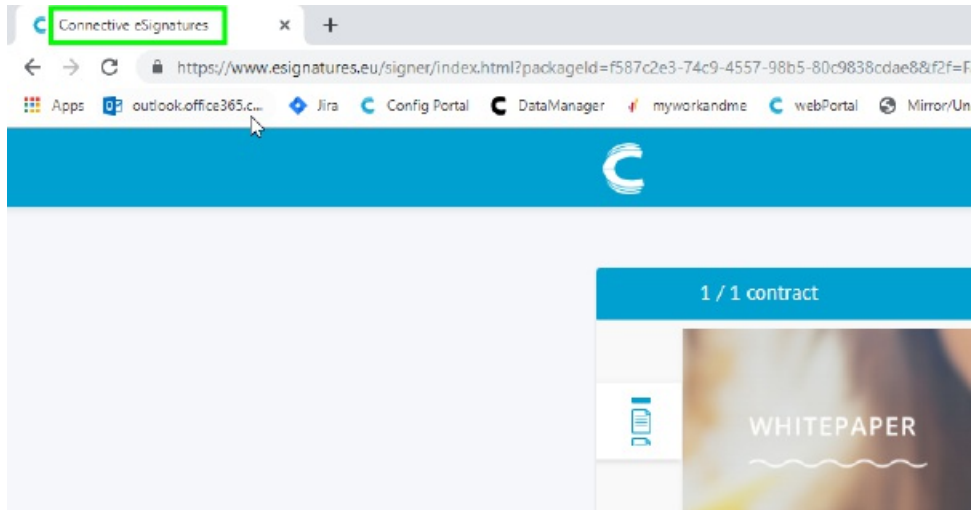 Connective eSignatures
https://www.esignatures.eu/signer/index.html?packageId=f587c2e3-74c9-4557-98b5-80c9838cdae8&f2f=F
Apps outlook.office365.c... Jira Config Portal DataManager myworkandme webPortal Mirror/Un
1 / 1 contract
WHITEPAPER